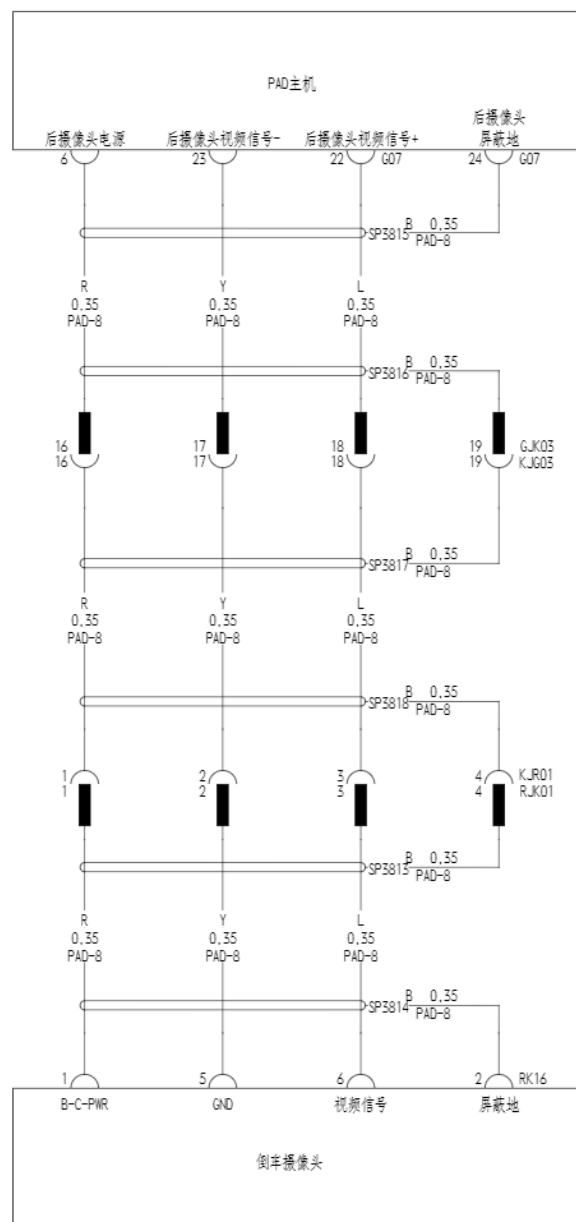 PAD主机
后摄像头电源 后摄像头视频信号- 后摄像头视频信号+ 后摄像头
屏蔽地
6 23 22 G07 24 G07
SP3815 B 0.35
PAD-8
R Y L
0.35 0.35 0.35
PAD-8 PAD-8 PAD-8
SP3816 B 0.35
PAD-8
16 17 18 19 GJK03
16 17 18 19 KJG03
SP3817 B 0.35
PAD-8
R Y L
0.35 0.35 0.35
PAD-8 PAD-8 PAD-8
SP3818 B 0.35
PAD-8
1 2 3 4 KJR01
1 2 3 4 RJK01
SP3813 B 0.35
PAD-8
R Y L
0.35 0.35 0.35
PAD-8 PAD-8 PAD-8
SP3814 B 0.35
PAD-8
1 5 6 2 RK16
B-C-PWR GND 视频信号 屏蔽地
倒车摄像头